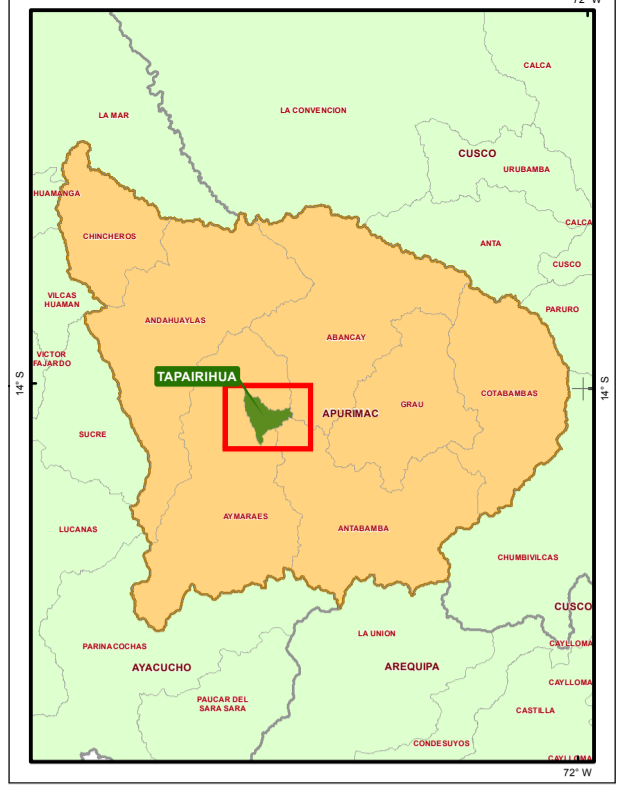 72° W
CALCA
LA MAR
LA CONVENCION
CUSCO
URUBAMBA
HUAMANGA
CALCA
CHINCHEROS
ANTA
CUSCO
VILCAS
HUAMAN
PARURO
ANDAHUAYLAS
ABANCAY
VICTOR
FAJARDO
TAPAIRIHUA
14° S
14° S
COTABAMBAS
GRAU
APURIMAC
SUCRE
AYMARAES
ANTABAMBA
LUCANAS
CHUMBIVILCAS
CUSCO
LA UNION
CAYLLOMA
PARINACOCHAS
AYACUCHO
AREQUIPA
CAYLLOMA
PAUCAR DEL
SARA SARA
CASTILLA
CONDESUYOS
CAYLLOMA
72° W